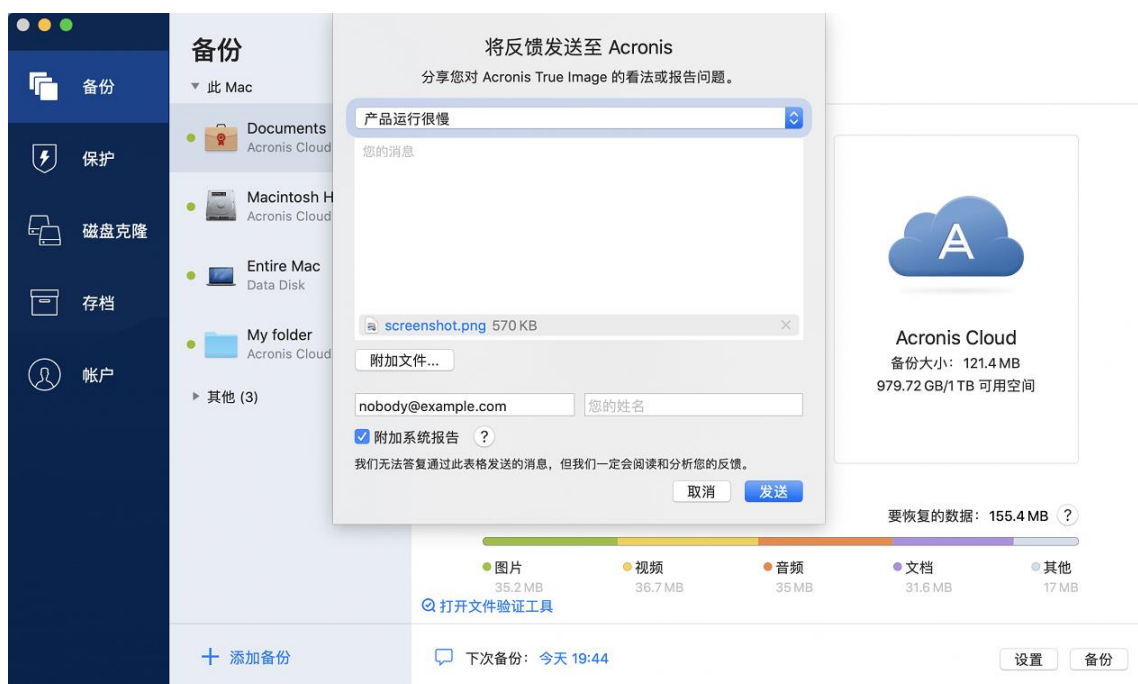 备份
保护
磁盘克隆
存档
帐户
备份
此 Mac
Documents
Acronis Cloud
Macintosh H
Acronis Cloud
Entire Mac
Data Disk
My folder
Acronis Cloud
其他 (3)
添加备份
将反馈发送至 Acronis
分享您对 Acronis True Image 的看法或报告问题。
产品运行很慢
您的消息
screenshot.png 570 KB
附加文件...
nobody@example.com 您的姓名
附加系统报告 ?
我们无法答复通过此表格发送的消息，但我们一定会阅读和分析您的反馈。
取消 发送
Acronis Cloud
备份大小：121.4 MB
979.72 GB/1 TB 可用空间
要恢复的数据：155.4 MB ?
图片 视频 音频 文档 其他
35.2 MB 36.7 MB 35 MB 31.6 MB 17 MB
打开文件验证工具
下次备份：今天 19:44 设置 备份